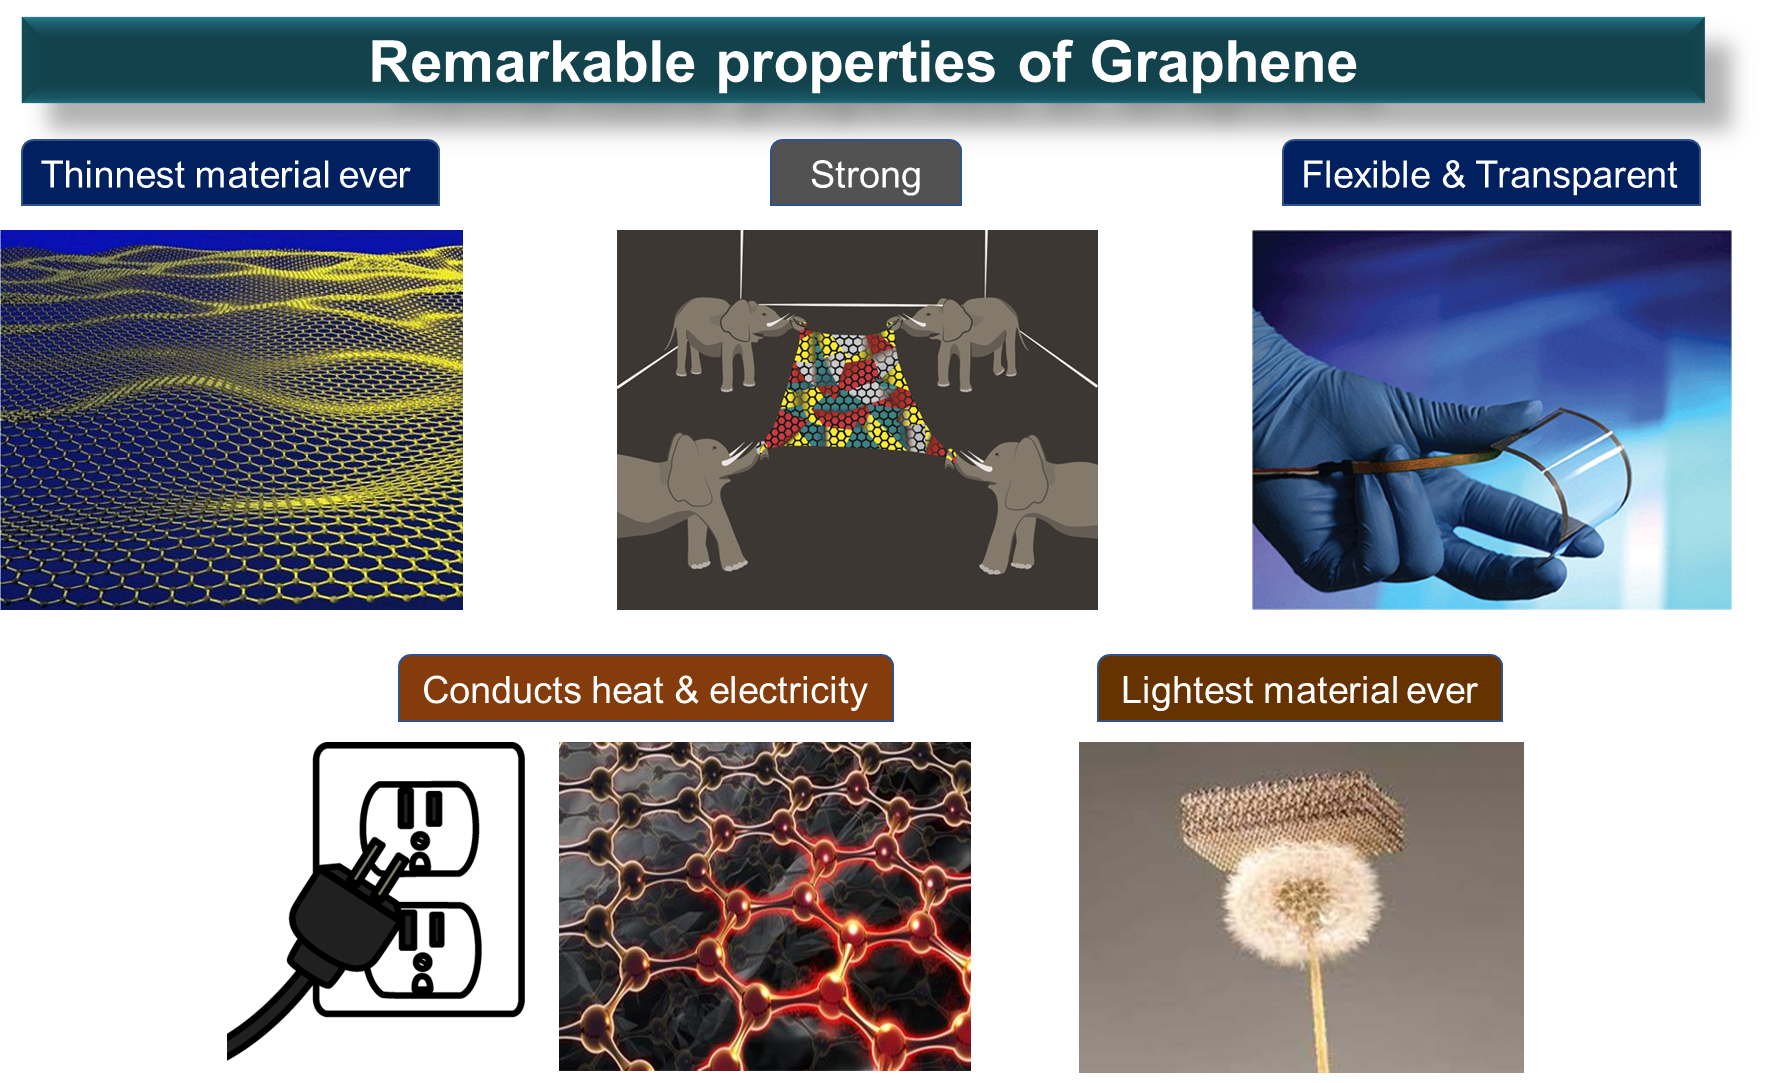 Remarkable properties of Graphene
Thinnest material ever
Strong
Flexible & Transparent
Conducts heat & electricity
Lightest material ever